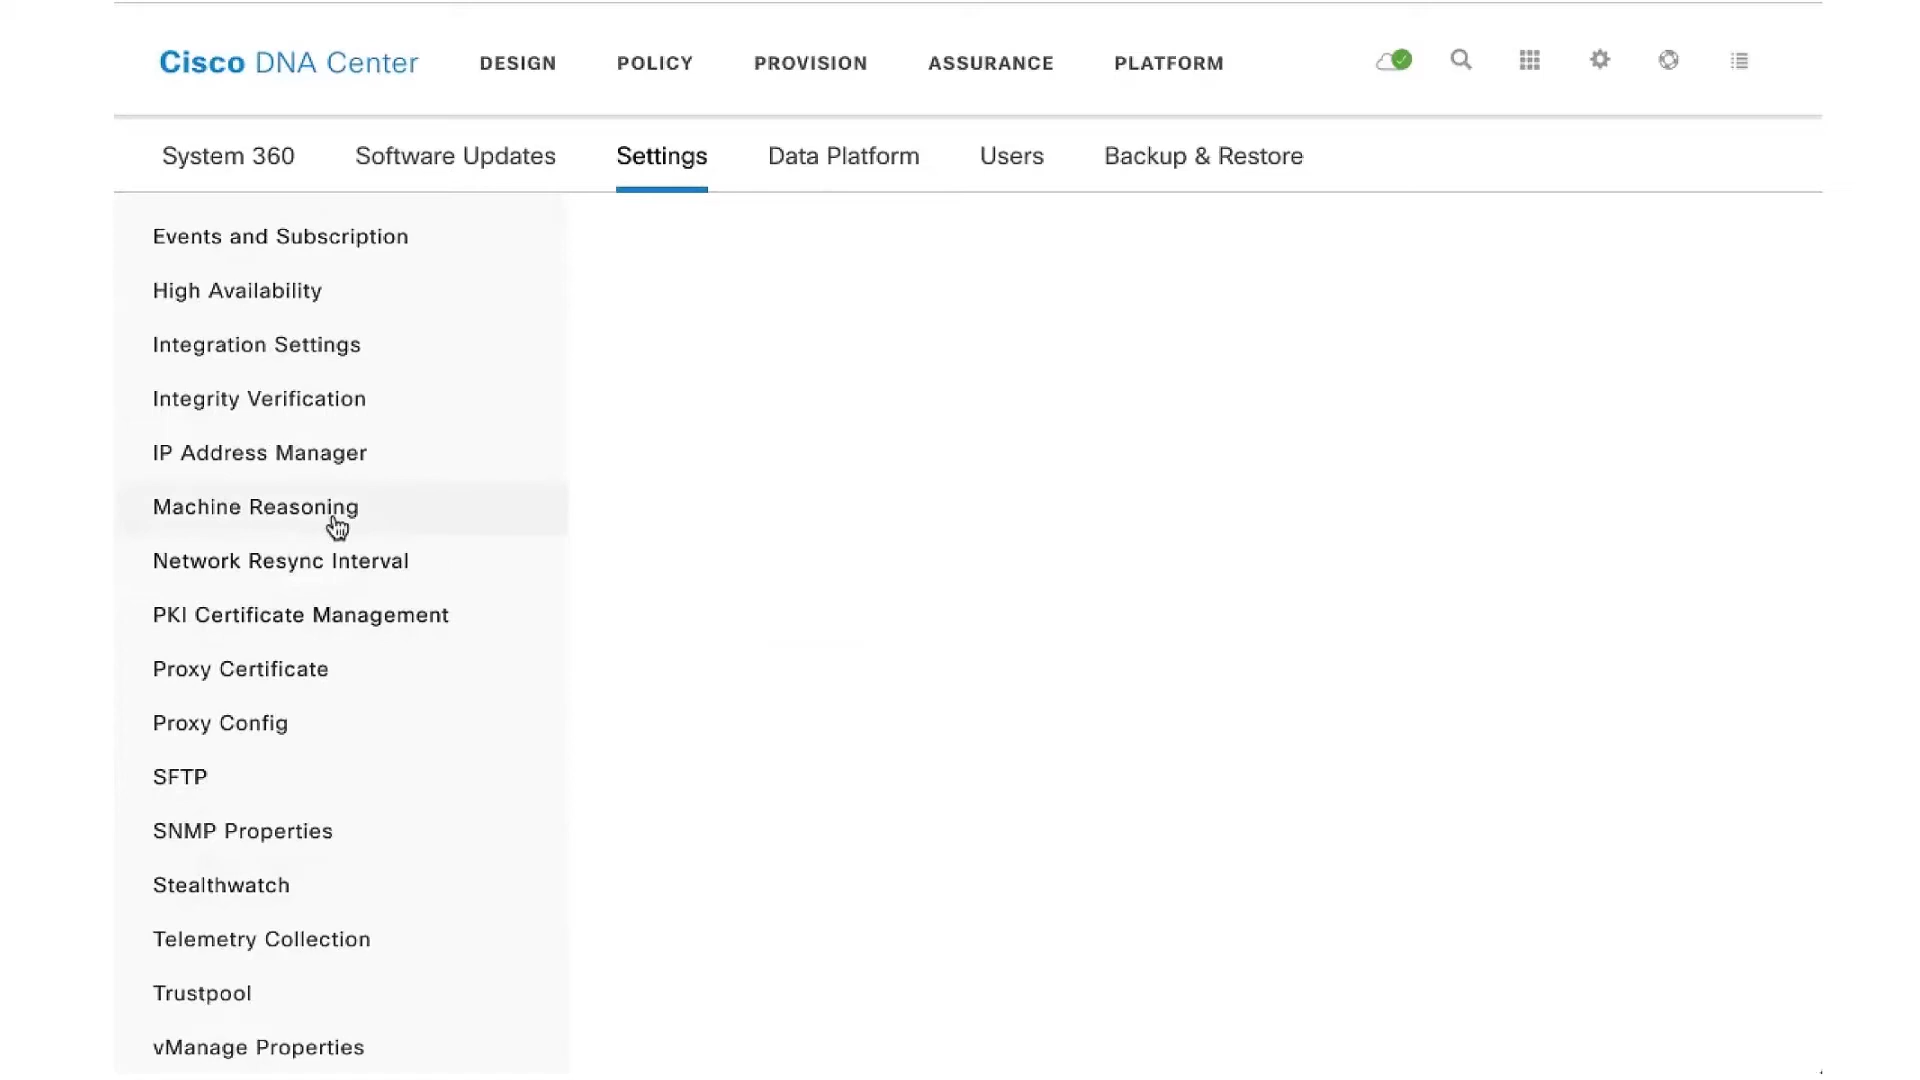 Cisco DNA Center DESIGN POLICY PROVISION ASSURANCE PLATFORM
System 360 Software Updates Settings Data Platform Users Backup & Restore
Events and Subscription
High Availability
Integration Settings
Integrity Verification
IP Address Manager
Machine Reasoning
Network Resync Interval
PKI Certificate Management
Proxy Certificate
Proxy Config
SFTP
SNMP Properties
Stealthwatch
Telemetry Collection
Trustpool
vManage Properties